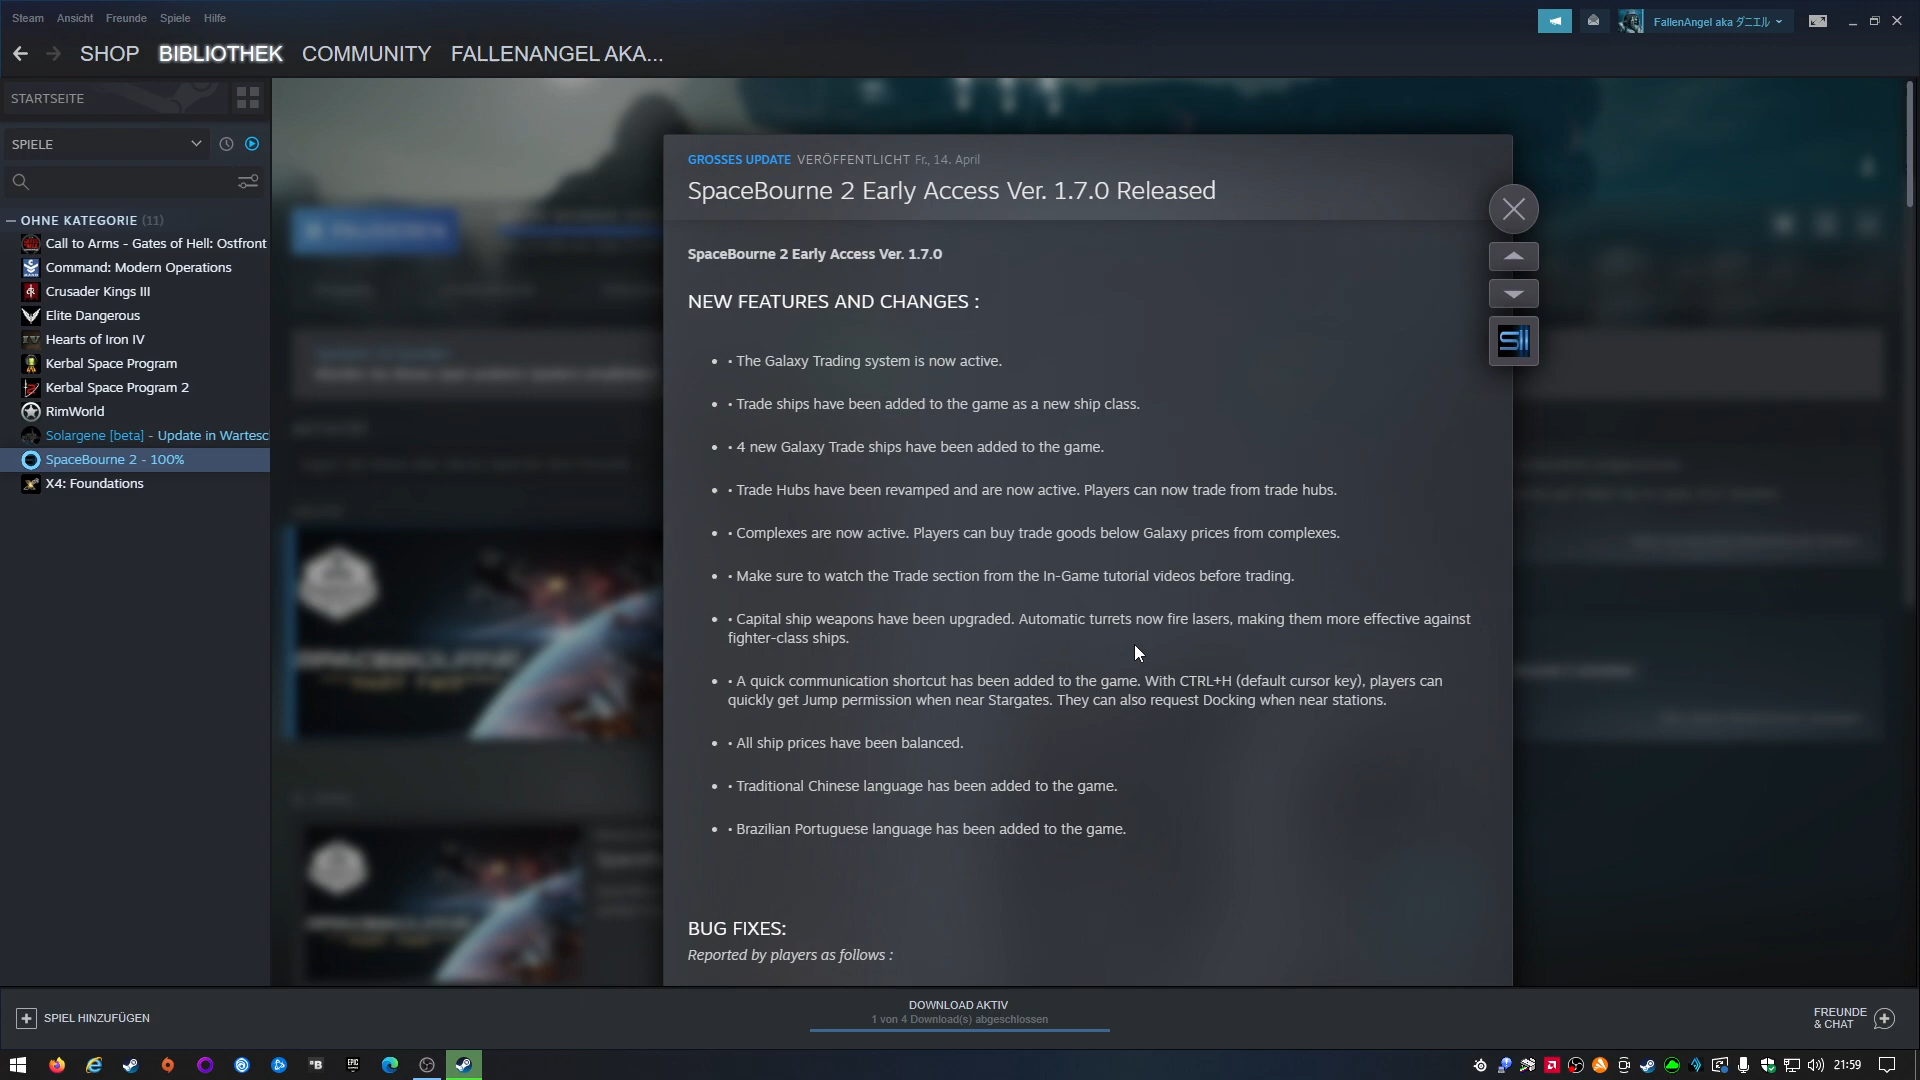 Steam Ansicht Freunde Spiele Hilfe
FallenAngel aka ダニエル
SHOP BIBLIOTHEK COMMUNITY FALLENANGEL AKA...
STARTSEITE
SPIELE
OHNE KATEGORIE (11)
Call to Arms - Gates of Hell: Ostfront
Command: Modern Operations
Crusader Kings III
Elite Dangerous
Hearts of Iron IV
Kerbal Space Program
Kerbal Space Program 2
RimWorld
Solargene [beta] - Update in Wartesc
SpaceBourne 2 - 100%
X4: Foundations
GROSSES UPDATE VERÖFFENTLICHT Fr., 14. April
SpaceBourne 2 Early Access Ver. 1.7.0 Released
SpaceBourne 2 Early Access Ver. 1.7.0
NEW FEATURES AND CHANGES :
• • The Galaxy Trading system is now active.
• • Trade ships have been added to the game as a new ship class.
• • 4 new Galaxy Trade ships have been added to the game.
• • Trade Hubs have been revamped and are now active. Players can now trade from trade hubs.
• • Complexes are now active. Players can buy trade goods below Galaxy prices from complexes.
• • Make sure to watch the Trade section from the In-Game tutorial videos before trading.
• • Capital ship weapons have been upgraded. Automatic turrets now fire lasers, making them more effective against
fighter-class ships.
• • A quick communication shortcut has been added to the game. With CTRL+H (default cursor key), players can
quickly get Jump permission when near Stargates. They can also request Docking when near stations.
• • All ship prices have been balanced.
• • Traditional Chinese language has been added to the game.
• • Brazilian Portuguese language has been added to the game.
BUG FIXES:
Reported by players as follows :
SPIEL HINZUFÜGEN
DOWNLOAD AKTIV
1 von 4 Download(s) abgeschlossen
FREUNDE
& CHAT
21:59